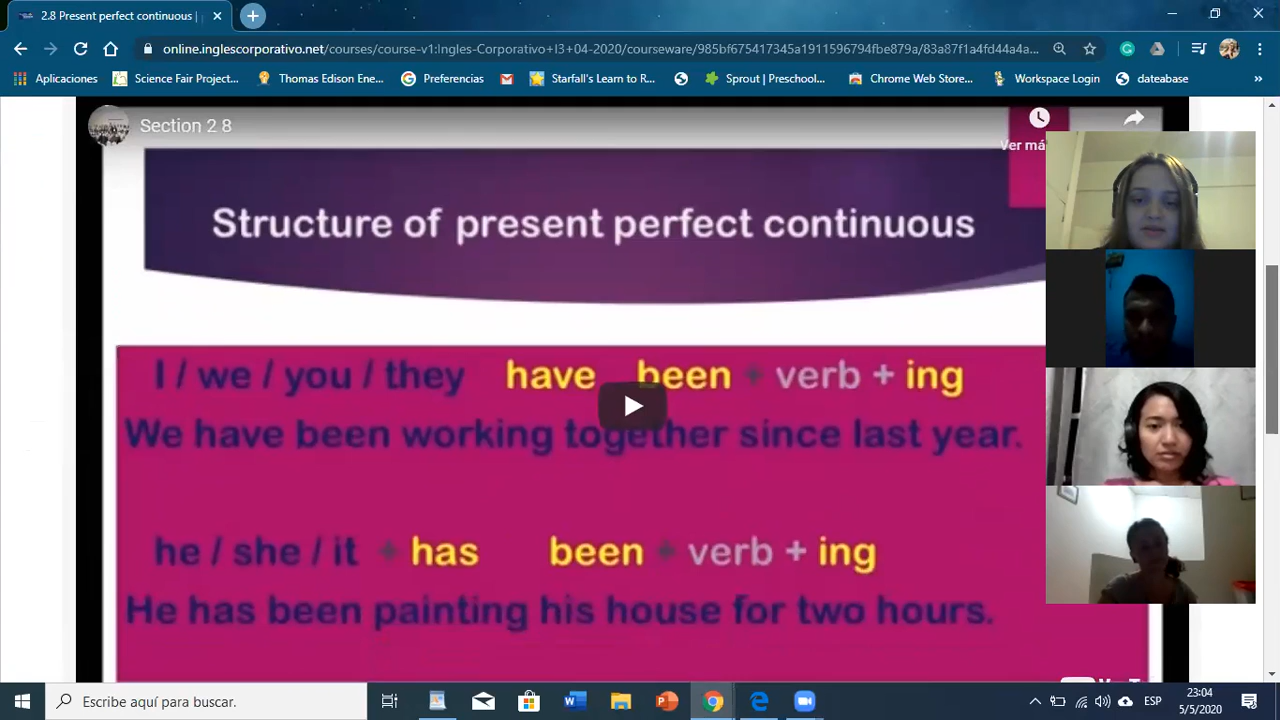 2.8 Present perfect continuous |
online.inglescorporativo.net/courses/course-v1:Ingles-Corporativo+I3+04-2020/courseware/985bf675417345a1911596794fbe879a/83a87f1a4fd44a4a...
Aplicaciones Science Fair Project... Thomas Edison Ene... Preferencias Starfall's Learn to R... Sprout | Preschool... Chrome Web Store... Workspace Login dateabase »
Section 2 8
Ver má
Structure of present perfect continuous
I / we / you / they have been + verb + ing
We have been working together since last year.
he / she / it + has been + verb + ing
He has been painting his house for two hours.
Escribe aquí para buscar.
ESP
23:04
5/5/2020